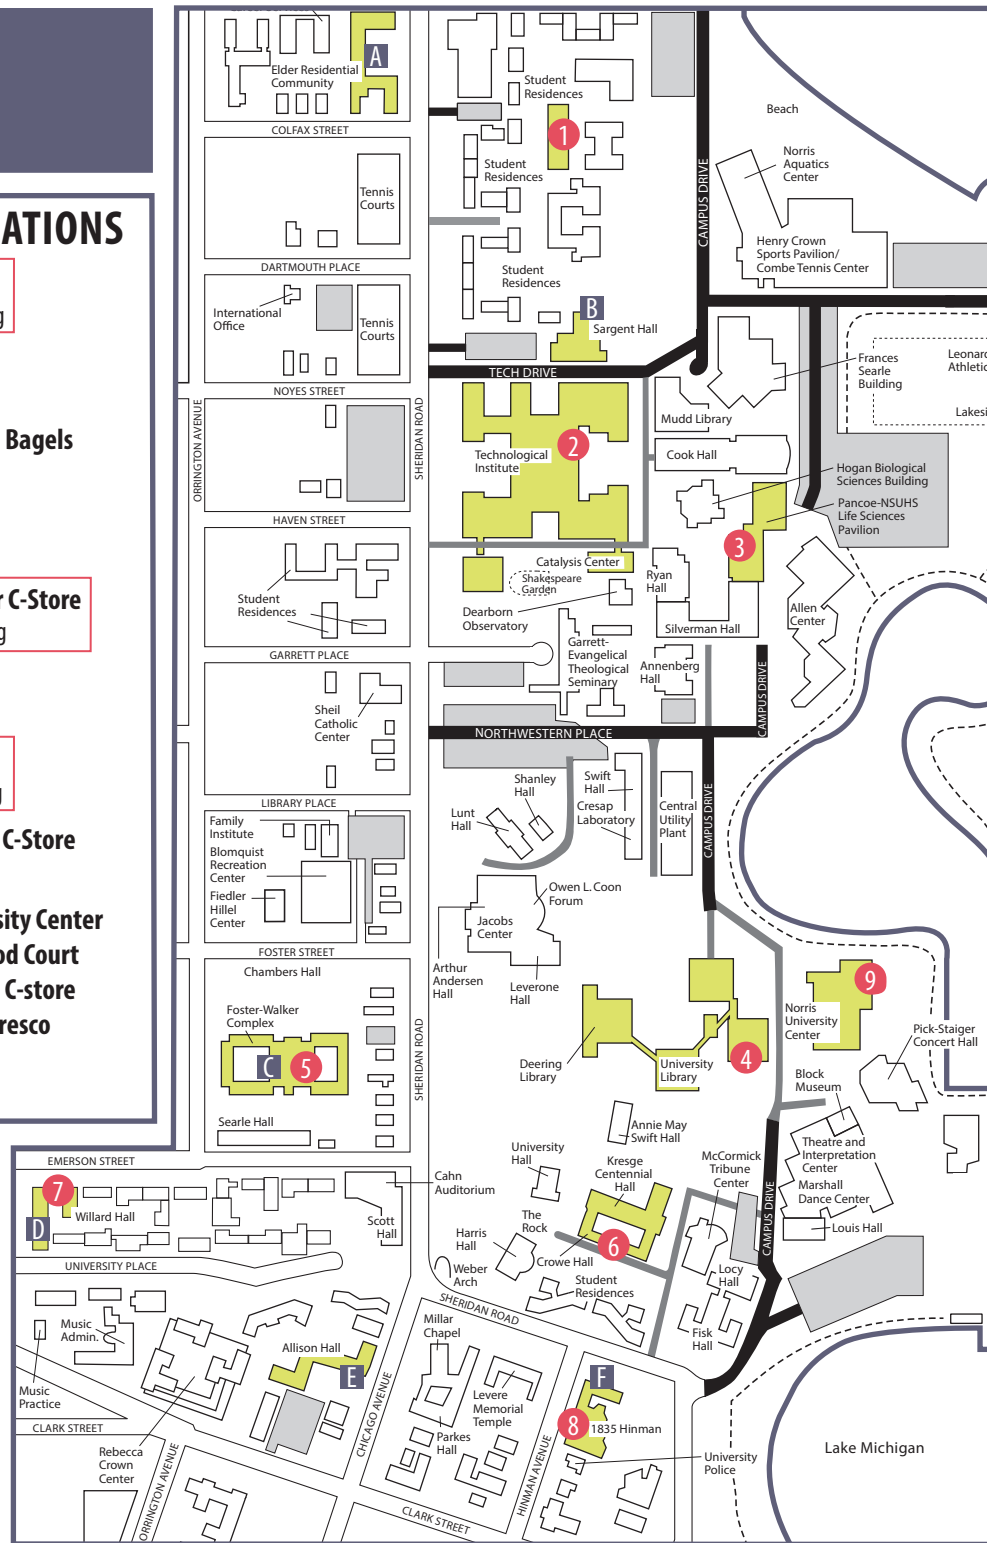 ATIONS
g
Bagels
r C-Store
g
g
C-Store
sity Center
od Court
C-store
resco
A
Elder Residential
Community
Student
Residences
1
COLFAX STREET
Beach
Norris
Aquatics
Center
CAMPUS DRIVE
Tennis
Courts
Student
Residences
Henry Crown
Sports Pavilion/
Combe Tennis Center
DARTMOUTH PLACE
Student
Residences
International
Office
Tennis
Courts
B
Sargent Hall
TECH DRIVE
Frances
Searle
Building
Leonard
Athletic
Lakesi
NOYES STREET
ORRINGTON AVENUE
SHERIDAN ROAD
Mudd Library
Technological
Institute
2
Cook Hall
Hogan Biological
Sciences Building
Pancoe-NSUHS
Life Sciences
Pavilion
HAVEN STREET
3
Catalysis Center
Shakespeare
Garden
Ryan
Hall
Student
Residences
Dearborn
Observatory
Silverman Hall
Allen
Center
Garrett-
Evangelical
Theological
Seminary
GARRETT PLACE
Annenberg
Hall
CAMPUS DRIVE
Sheil
Catholic
Center
NORTHWESTERN PLACE
Shanley
Hall
Swift
Hall
Cresap
Laboratory
Central
Utility
Plant
CAMPUS DRIVE
LIBRARY PLACE
Family
Institute
Lunt
Hall
Blomquist
Recreation
Center
Fiedler
Hillel
Center
Owen L. Coon
Forum
Jacobs
Center
FOSTER STREET
Chambers Hall
Arthur
Andersen
Hall
Leverone
Hall
9
Foster-Walker
Complex
Norris
University
Center
C
5
SHERIDAN ROAD
Deering
Library
University
Library
4
Pick-Staiger
Concert Hall
Block
Museum
Searle Hall
Annie May
Swift Hall
University
Hall
Kresge
Centennial
Hall
McCormick
Tribune
Center
Theatre and
Interpretation
Center
Marshall
Dance Center
EMERSON STREET
Cahn
Auditorium
7
D
Willard Hall
Scott
Hall
The
Rock
Harris
Hall
Crowe Hall
6
Louis Hall
CAMPUS DRIVE
UNIVERSITY PLACE
Weber
Arch
Student
Residences
Locy
Hall
SHERIDAN ROAD
Music
Admin.
Millar
Chapel
Fisk
Hall
Allison Hall
E
F
Music
Practice
CHICAGO AVENUE
Levere
Memorial
Temple
8
1835 Hinman
CLARK STREET
Parkes
Hall
Rebecca
Crown
Center
University
Police
Lake Michigan
ORRINGTON AVENUE
HINMAN AVENUE
CLARK STREET